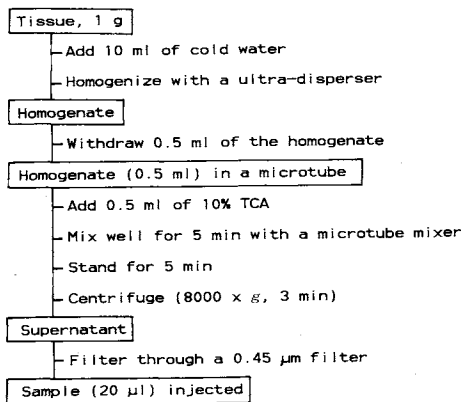 Tissue, 1 g
Add 10 ml of cold water
Homogenize with a ultra-disperser
Homogenate
Withdraw 0.5 ml of the homogenate
Homogenate (0.5 ml) in a microtube
Add 0.5 ml of 10% TCA
Mix well for 5 min with a microtube mixer
Stand for 5 min
Centrifuge (8000 x g, 3 min)
Supernatant
Filter through a 0.45 µm filter
Sample (20 µl) injected